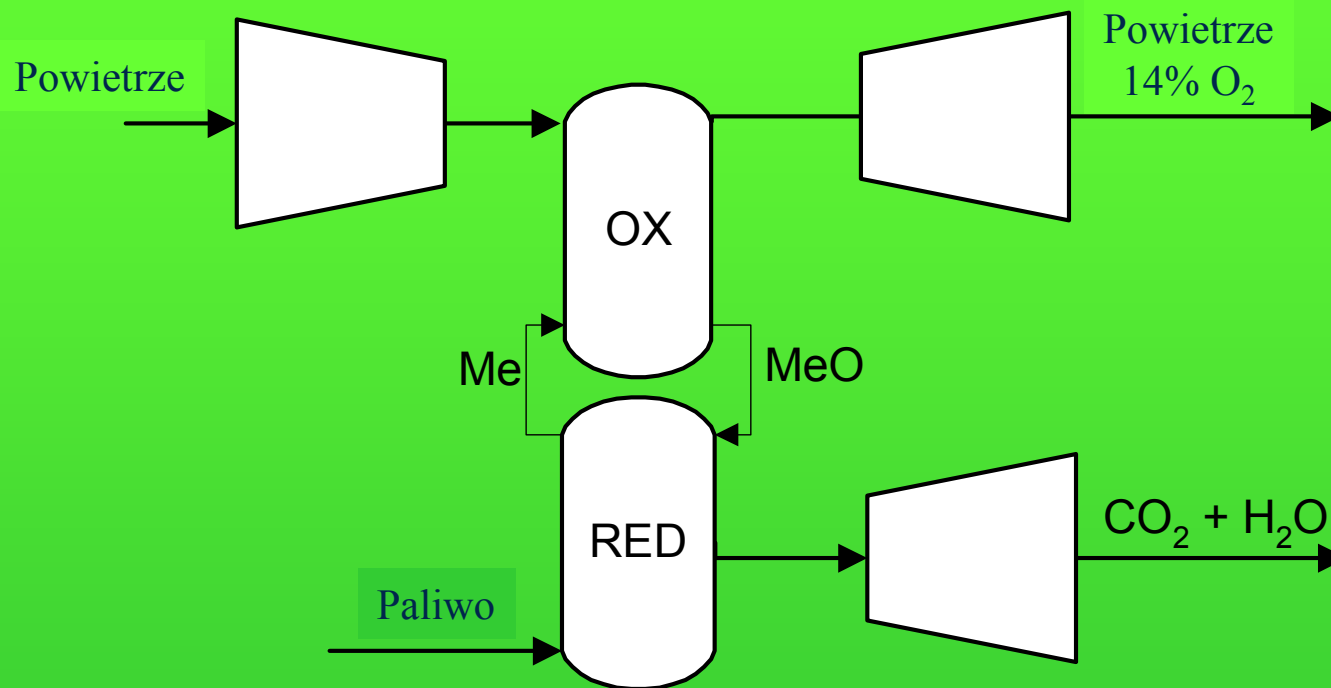 Powietrze
Powietrze
14% O₂
OX
Me
MeO
RED
CO₂ + H₂O
Paliwo